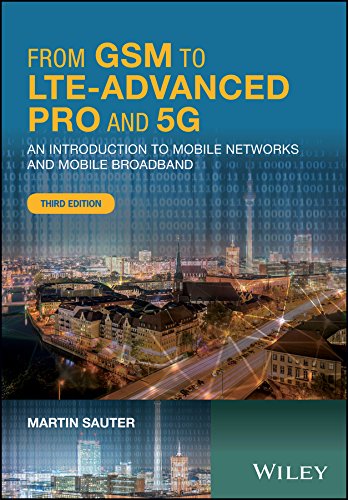 FROM GSM TO
LTE-ADVANCED
PRO AND 5G
AN INTRODUCTION TO MOBILE NETWORKS
AND MOBILE BROADBAND
THIRD EDITION
MARTIN SAUTER
WILEY